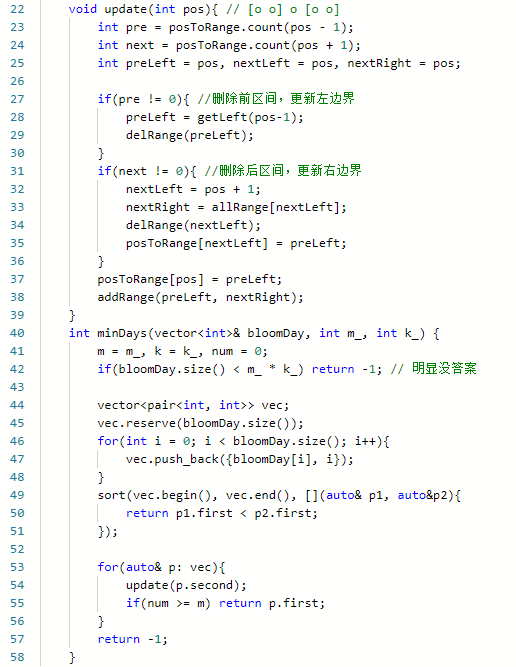 22 void update(int pos){ // [o o] o [o o]
23 int pre = posToRange.count(pos - 1);
24 int next = posToRange.count(pos + 1);
25 int preLeft = pos, nextLeft = pos, nextRight = pos;
26
27 if(pre != 0){ //删除前区间，更新左边界
28 preLeft = getLeft(pos-1);
29 delRange(preLeft);
30 }
31 if(next != 0){ //删除后区间，更新右边界
32 nextLeft = pos + 1;
33 nextRight = allRange[nextLeft];
34 delRange(nextLeft);
35 posToRange[nextLeft] = preLeft;
36 }
37 posToRange[pos] = preLeft;
38 addRange(preLeft, nextRight);
39 }
40 int minDays(vector<int>& bloomDay, int m_, int k_) {
41 m = m_, k = k_, num = 0;
42 if(bloomDay.size() < m_ * k_) return -1; // 明显没答案
43
44 vector<pair<int, int>> vec;
45 vec.reserve(bloomDay.size());
46 for(int i = 0; i < bloomDay.size(); i++){
47 vec.push_back({bloomDay[i], i});
48 }
49 sort(vec.begin(), vec.end(), [](auto& p1, auto&p2){
50 return p1.first < p2.first;
51 });
52
53 for(auto& p: vec){
54 update(p.second);
55 if(num >= m) return p.first;
56 }
57 return -1;
58 }